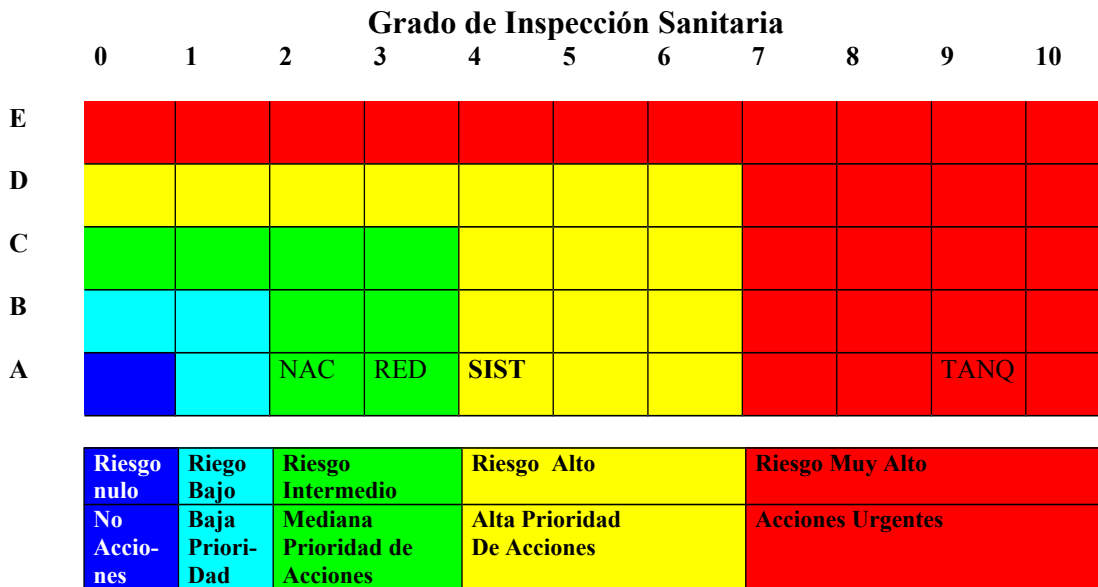 Grado de Inspección Sanitaria
0 1 2 3 4 5 6 7 8 9 10
E
D
C
B
A NAC RED SIST TANQ
Riesgo Riego Riesgo Riesgo Alto Riesgo Muy Alto
nulo Bajo Intermedio
No Baja Mediana Alta Prioridad Acciones Urgentes
Accio- Priori- Prioridad de De Acciones
nes Dad Acciones